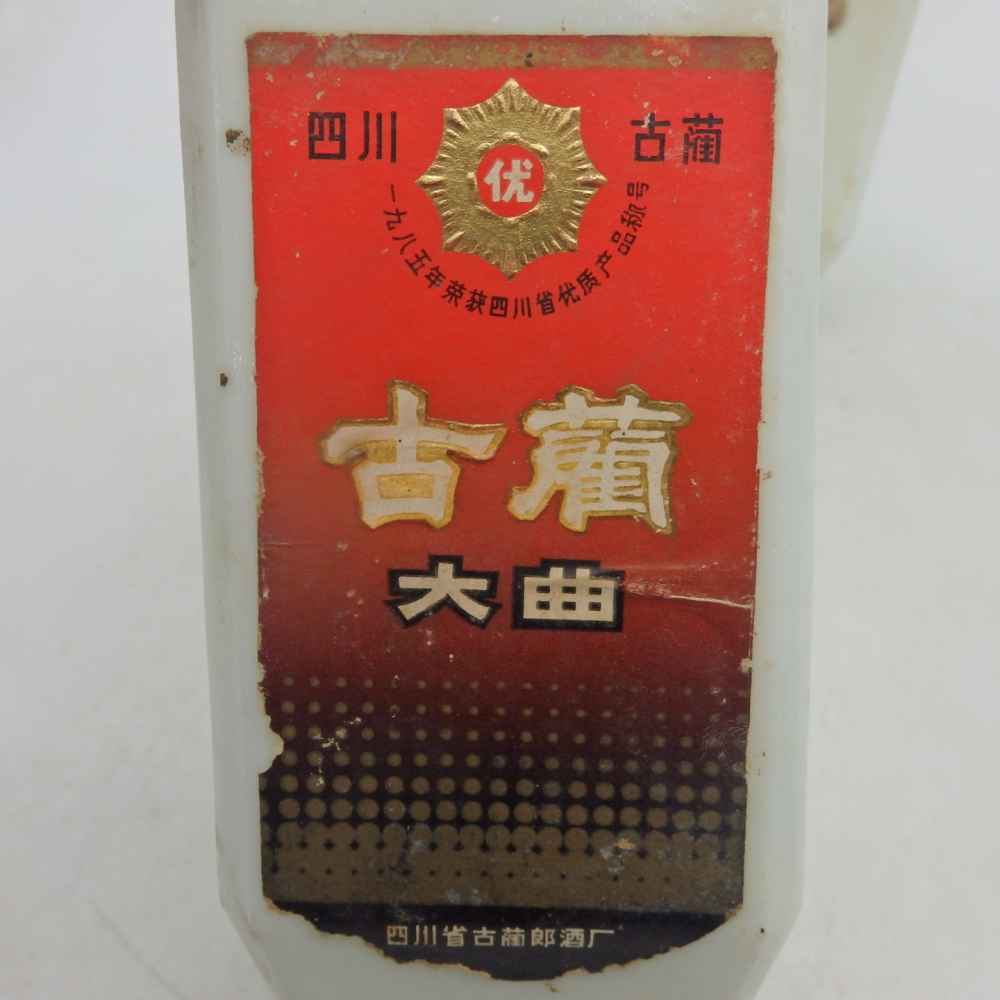 四川 古蔺
优
一九八五年荣获四川省优质产品称号
古蔺
大曲
四川省古蔺郎酒厂